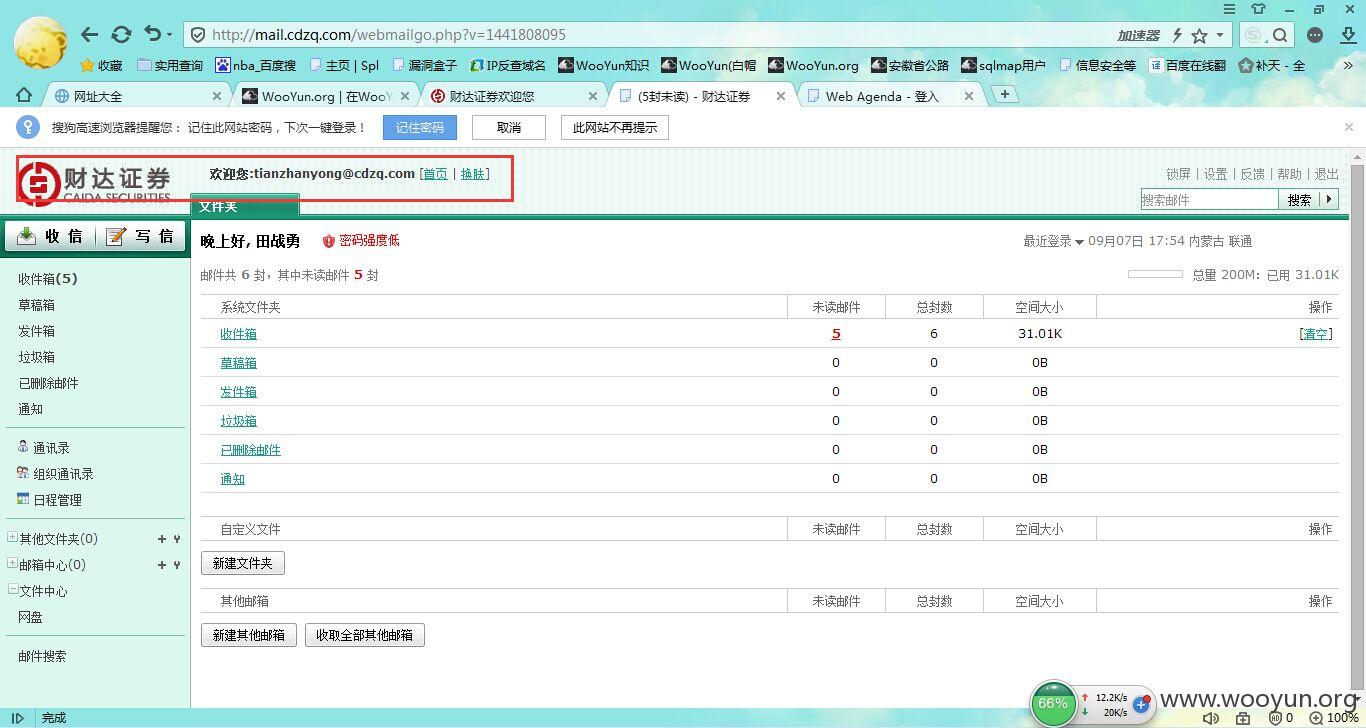 http://mail.cdzq.com/webmailgo.php?v=1441808095 加速器
收藏 实用查询 nba_百度搜 主页 | Spl 漏洞盒子 IP反查域名 WooYun知识 WooYun(白帽 WooYun.org 安徽省公路 sqlmap用户 信息安全等 百度在线翻 补天 - 全 »
网址大全 WooYun.org | 在WooY 财达证券欢迎您 (5封未读) - 财达证券 Web Agenda - 登入
搜狗高速浏览器提醒您： 记住此网站密码，下次一键登录！ 记住密码 取消 此网站不再提示
财达证券 欢迎您:tianzhanyong@cdzq.com [首页 | 换肤] 锁屏 | 设置 | 反馈 | 帮助 | 退出
CAIDA SECURITIES 文件夹 搜索邮件 搜索
收 信 写 信 晚上好, 田战勇 密码强度低 最近登录 09月07日 17:54 内蒙古 联通
邮件共 6 封，其中未读邮件 5 封 总量 200M：已用 31.01K
收件箱(5)
草稿箱
发件箱
垃圾箱
已删除邮件
通知
通讯录
组织通讯录
日程管理
其他文件夹(0)
邮箱中心(0)
文件中心
网盘
邮件搜索
系统文件夹 未读邮件 总封数 空间大小 操作
收件箱 5 6 31.01K [清空]
草稿箱 0 0 0B
发件箱 0 0 0B
垃圾箱 0 0 0B
已删除邮件 0 0 0B
通知 0 0 0B
自定义文件 未读邮件 总封数 空间大小 操作
新建文件夹
其他邮箱 未读邮件 总封数 空间大小 操作
新建其他邮箱 收取全部其他邮箱
66% 12.2K/s
20K/s
www.wooyun.org
完成 0 100%